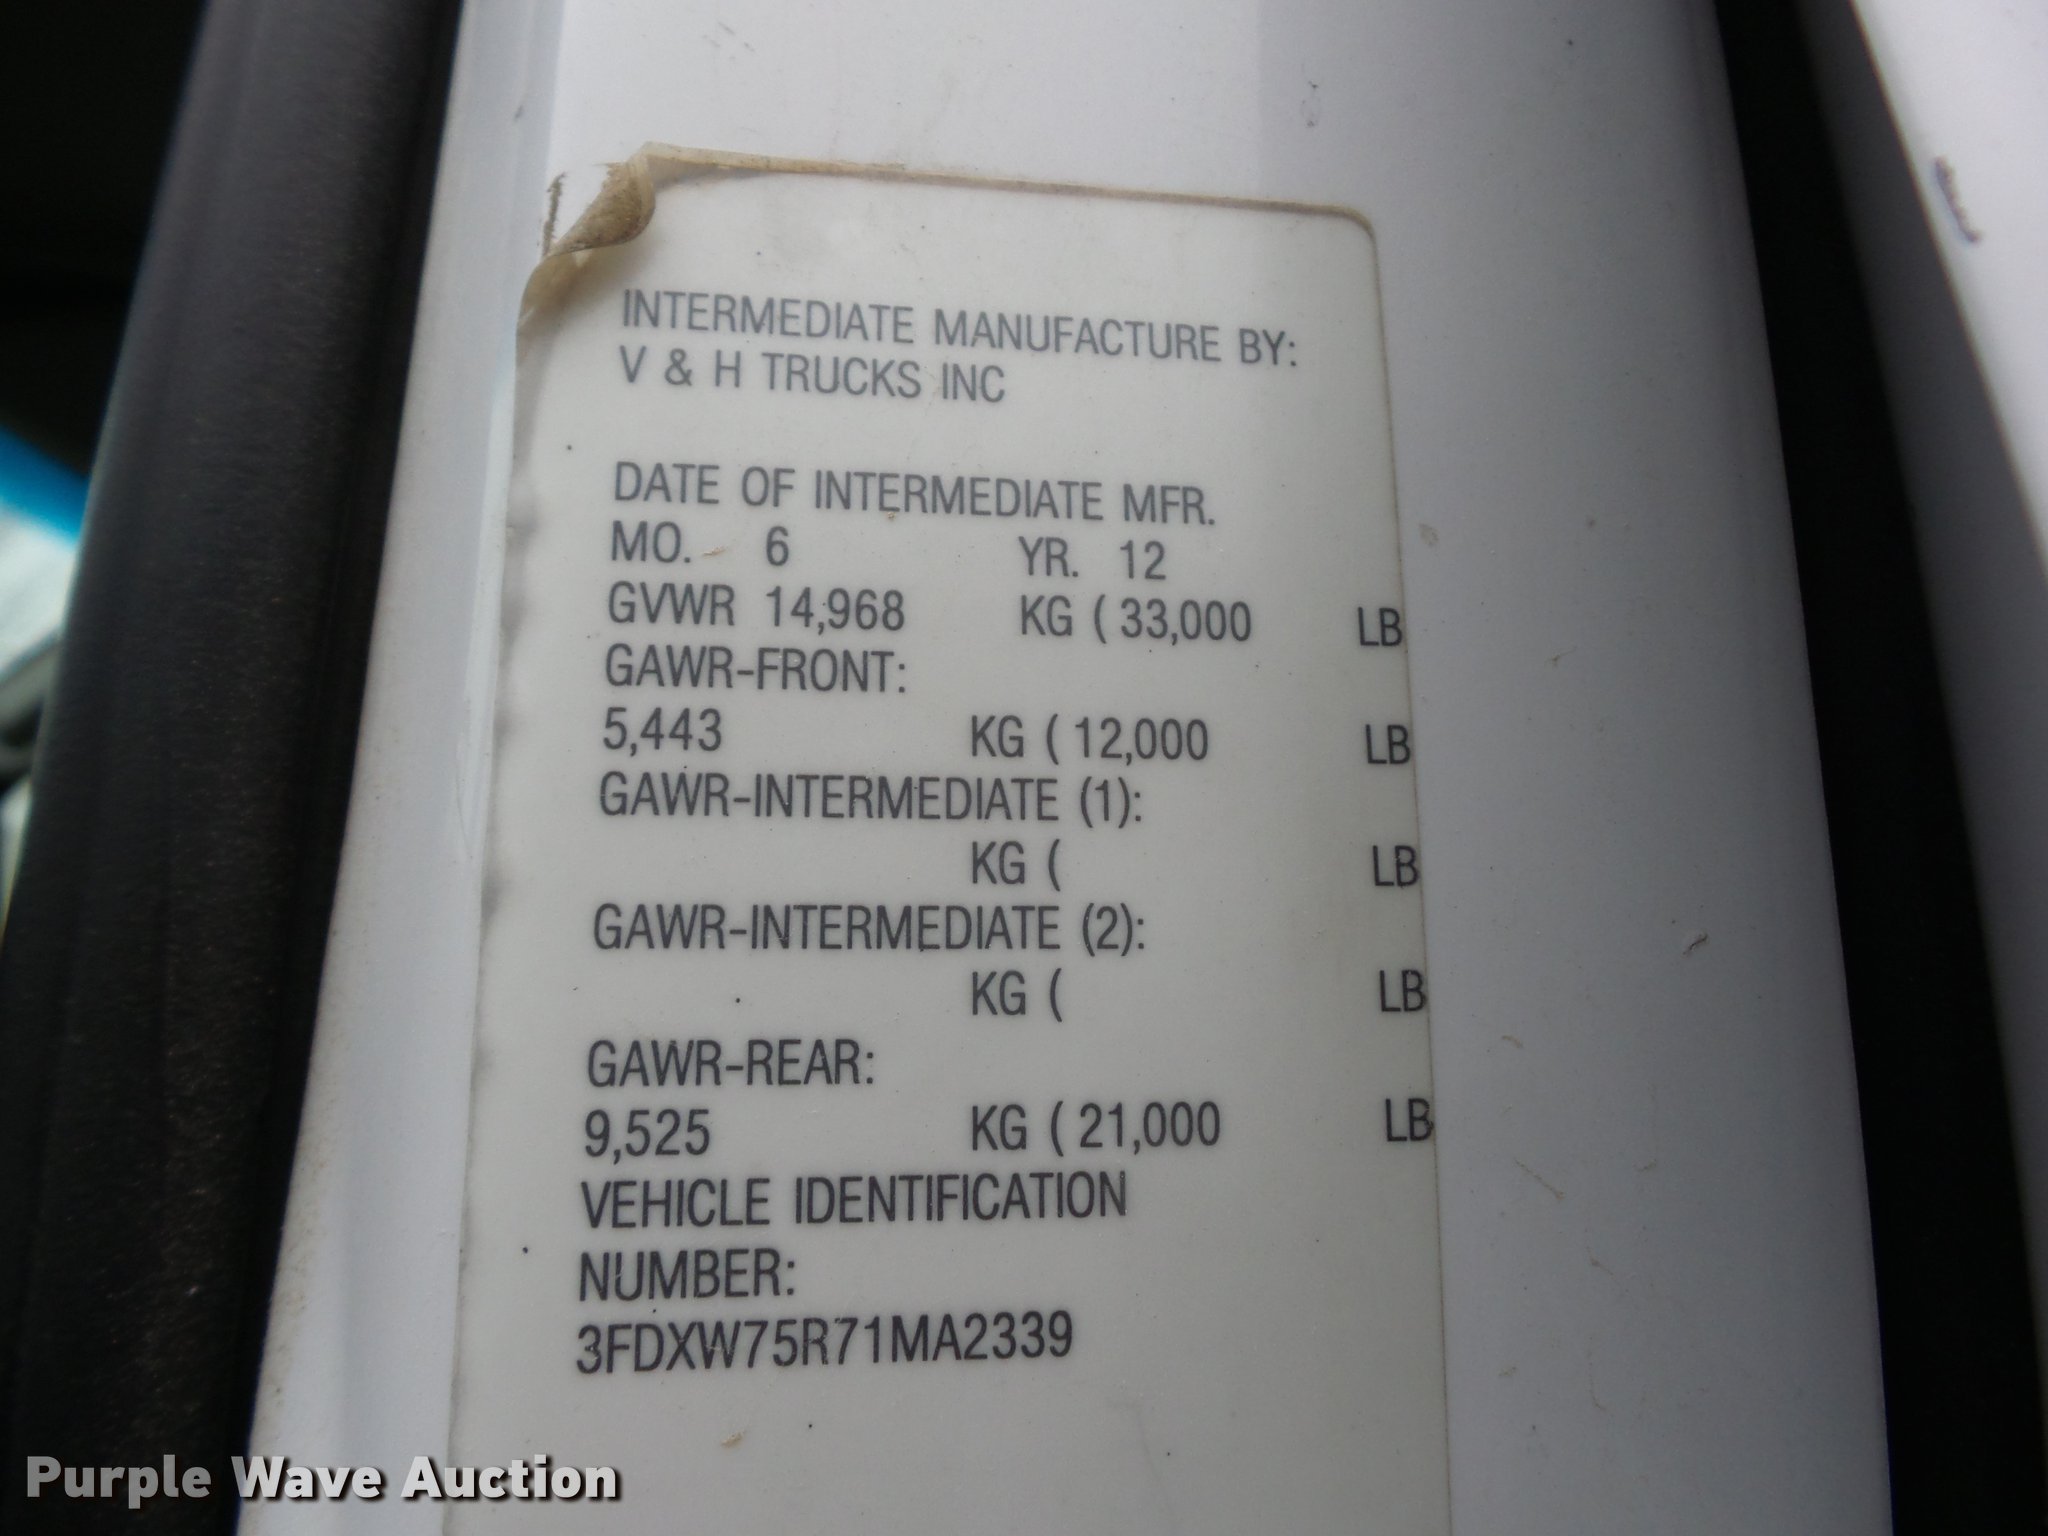 INTERMEDIATE MANUFACTURE BY:
V & H TRUCKS INC
DATE OF INTERMEDIATE MFR.
MO. 6 YR. 12
GVWR 14,968 KG ( 33,000 LB
GAWR-FRONT:
5,443 KG ( 12,000 LB
GAWR-INTERMEDIATE (1):
KG ( LB
GAWR-INTERMEDIATE (2):
KG ( LB
GAWR-REAR:
9,525 KG ( 21,000 LB
VEHICLE IDENTIFICATION
NUMBER:
3FDXW75R71MA2339
Purple Wave Auction